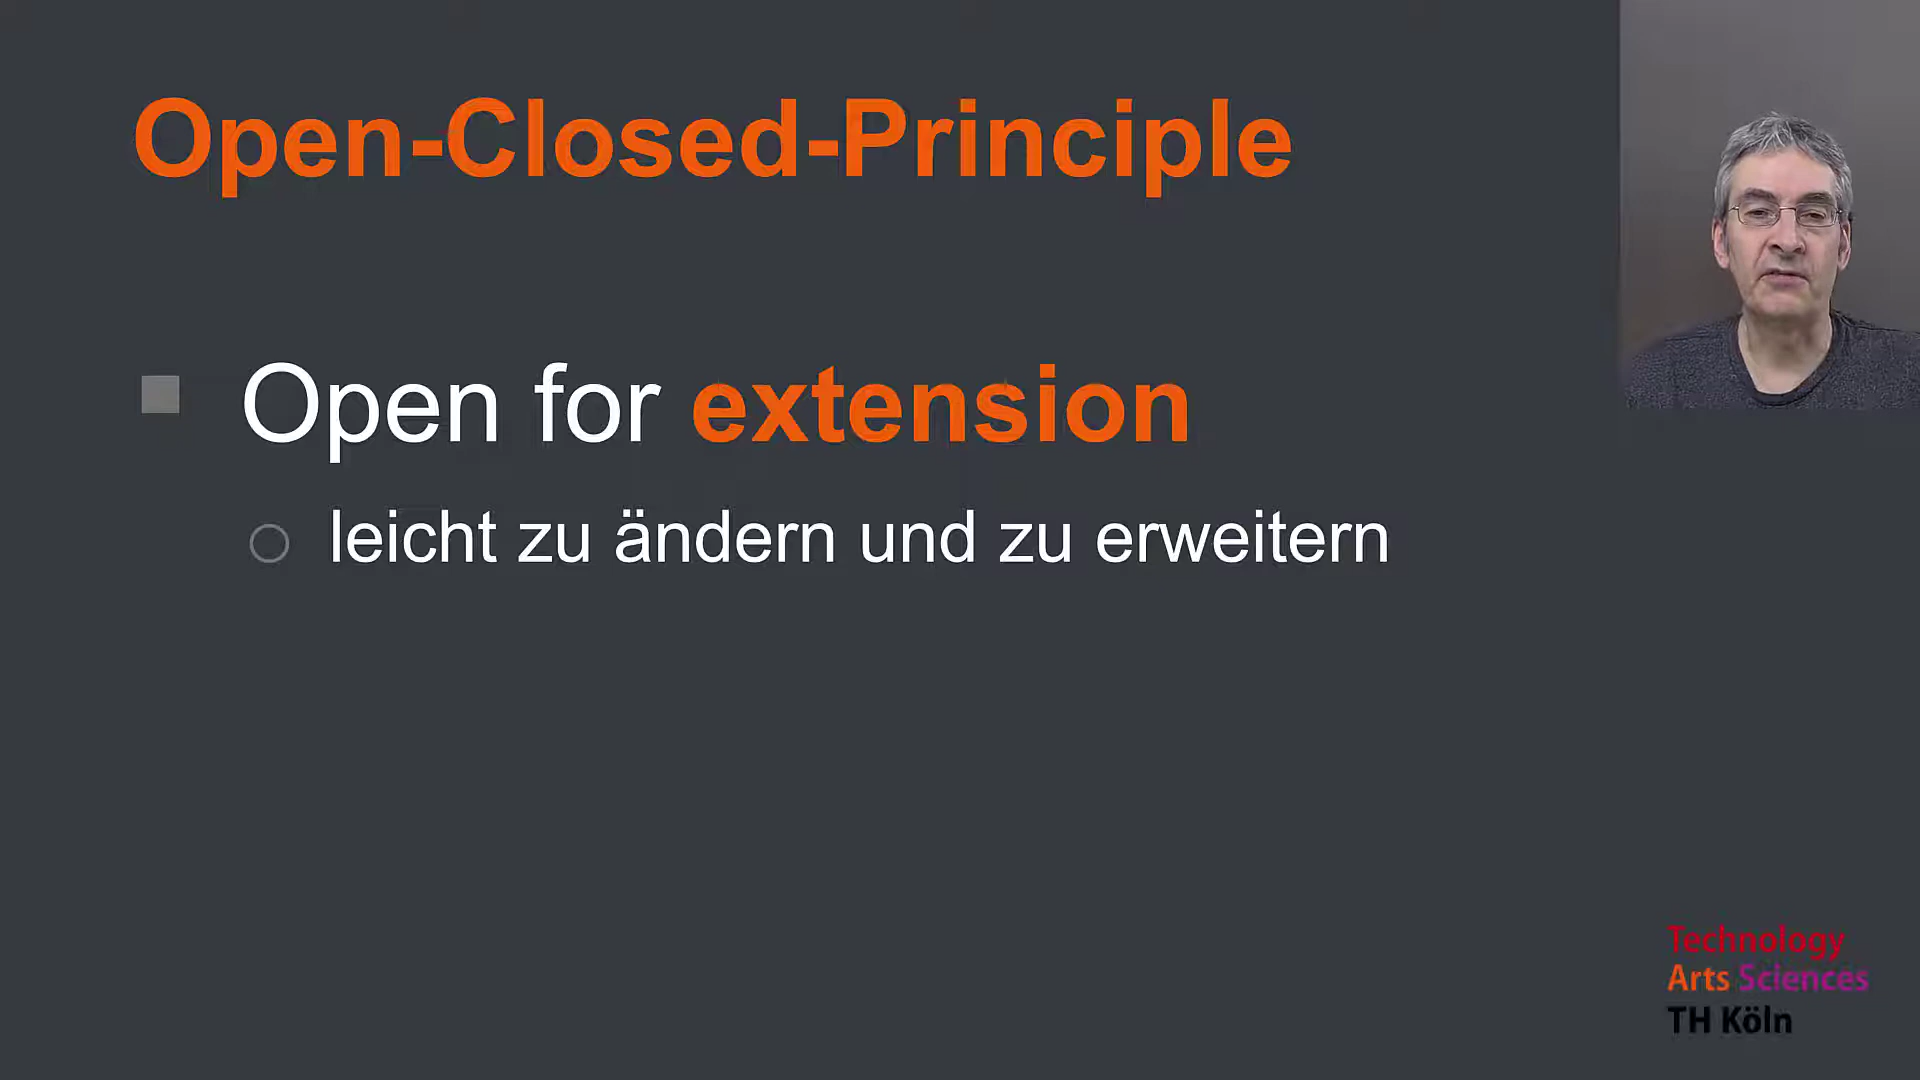 Open-Closed-Principle
Open for extension
leicht zu ändern und zu erweitern
Technology
Arts Sciences
TH Köln